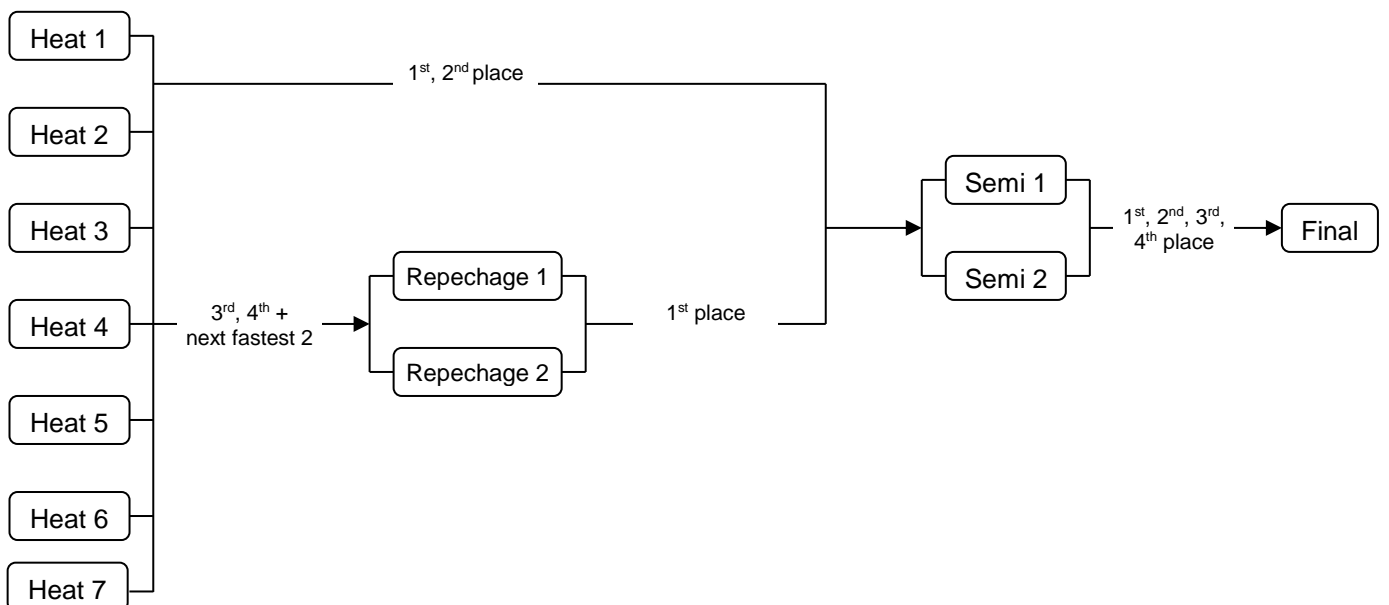 Heat 1
1st, 2nd place
Heat 2
Semi 1
Heat 3
1st, 2nd, 3rd,
4th place
Final
Repechage 1
Semi 2
Heat 4
3rd, 4th +
next fastest 2
1st place
Repechage 2
Heat 5
Heat 6
Heat 7